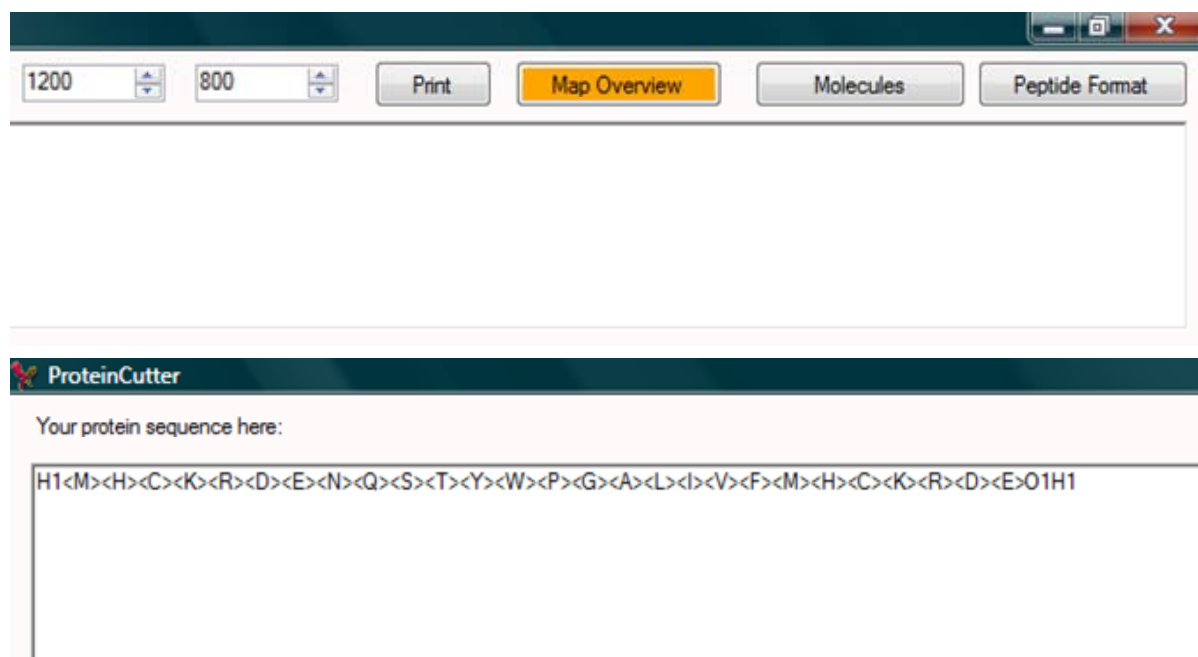 1200 800 Print Map Overview Molecules Peptide Format
ProteinCutter
Your protein sequence here:
H1<M><H><C><K><R><D><E><N><Q><S><T><Y><W><P><G><A><L><I><V><F><M><H><C><K><R><D><E>O1H1